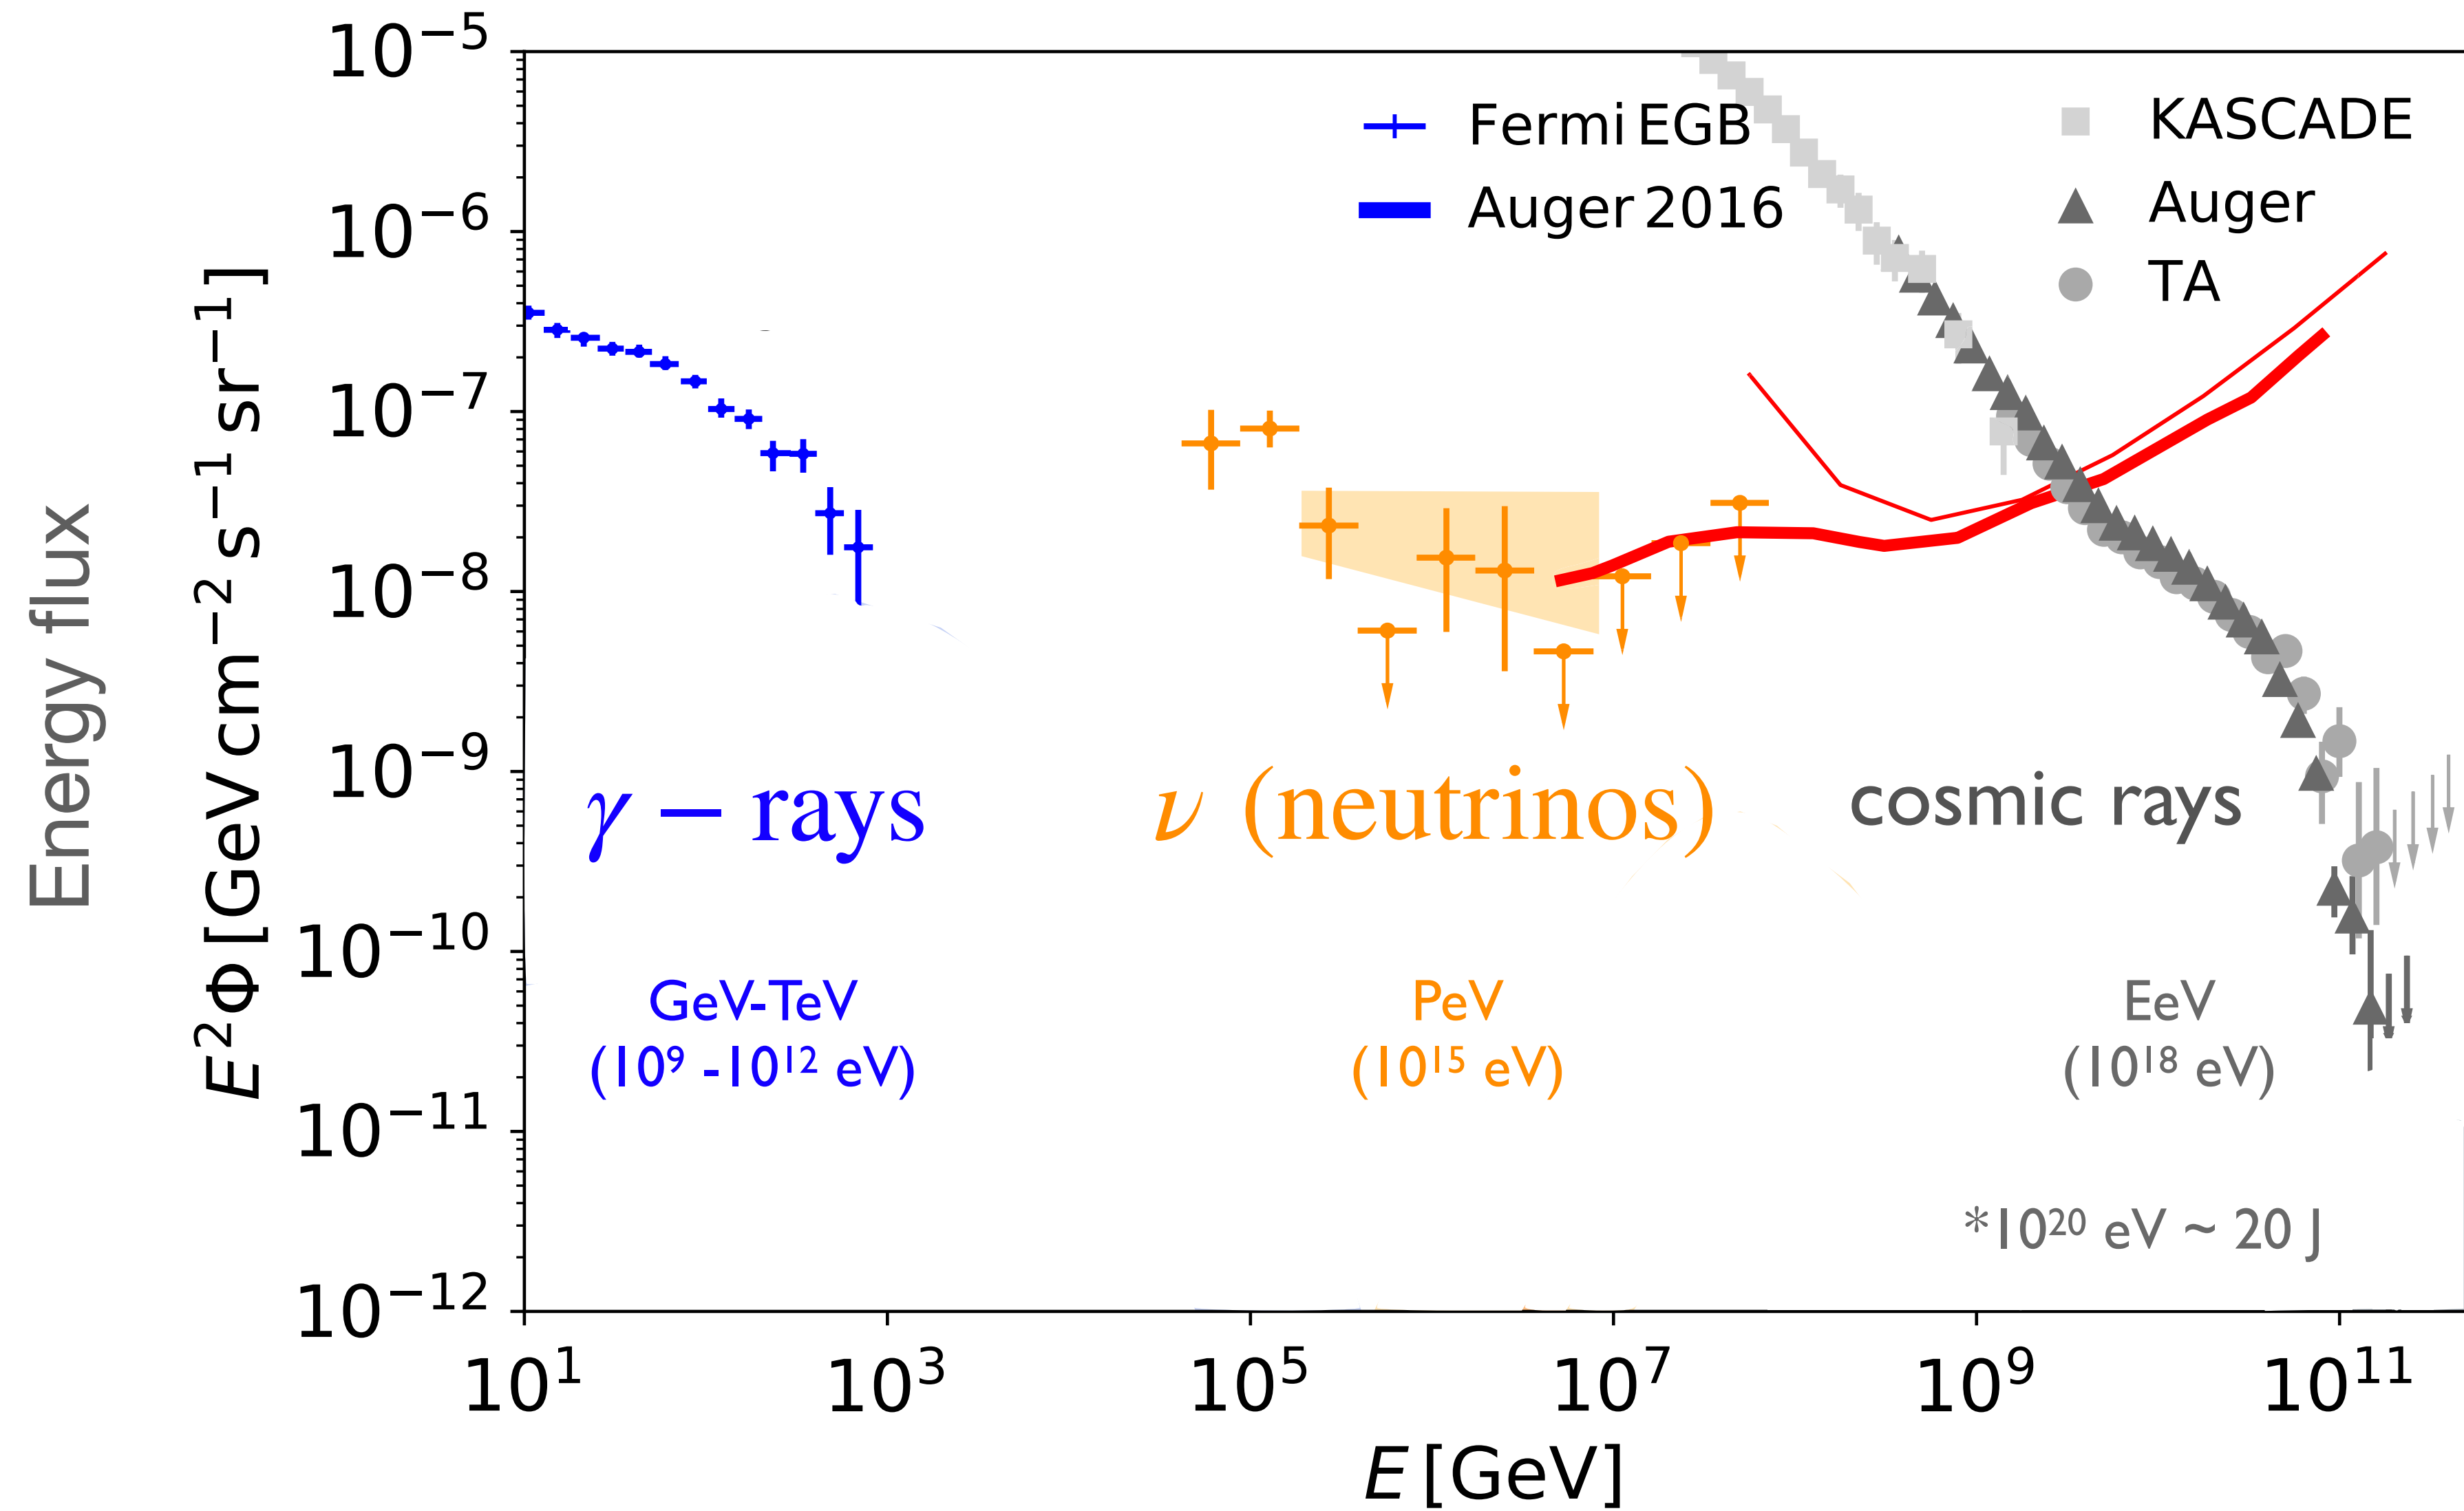 Energy flux
E²Φ [GeV cm⁻² s⁻¹ sr⁻¹]
10⁻⁵
10⁻⁶
10⁻⁷
10⁻⁸
10⁻⁹
10⁻¹⁰
10⁻¹¹
10⁻¹²
Fermi EGB
Auger 2016
KASCADE
Auger
TA
γ − rays
ν (neutrinos)
cosmic rays
GeV-TeV
(10⁹ -10¹² eV)
PeV
(10¹⁵ eV)
EeV
(10¹⁸ eV)
*10²⁰ eV ~ 20 J
10¹ 10³ 10⁵ 10⁷ 10⁹ 10¹¹
E [GeV]